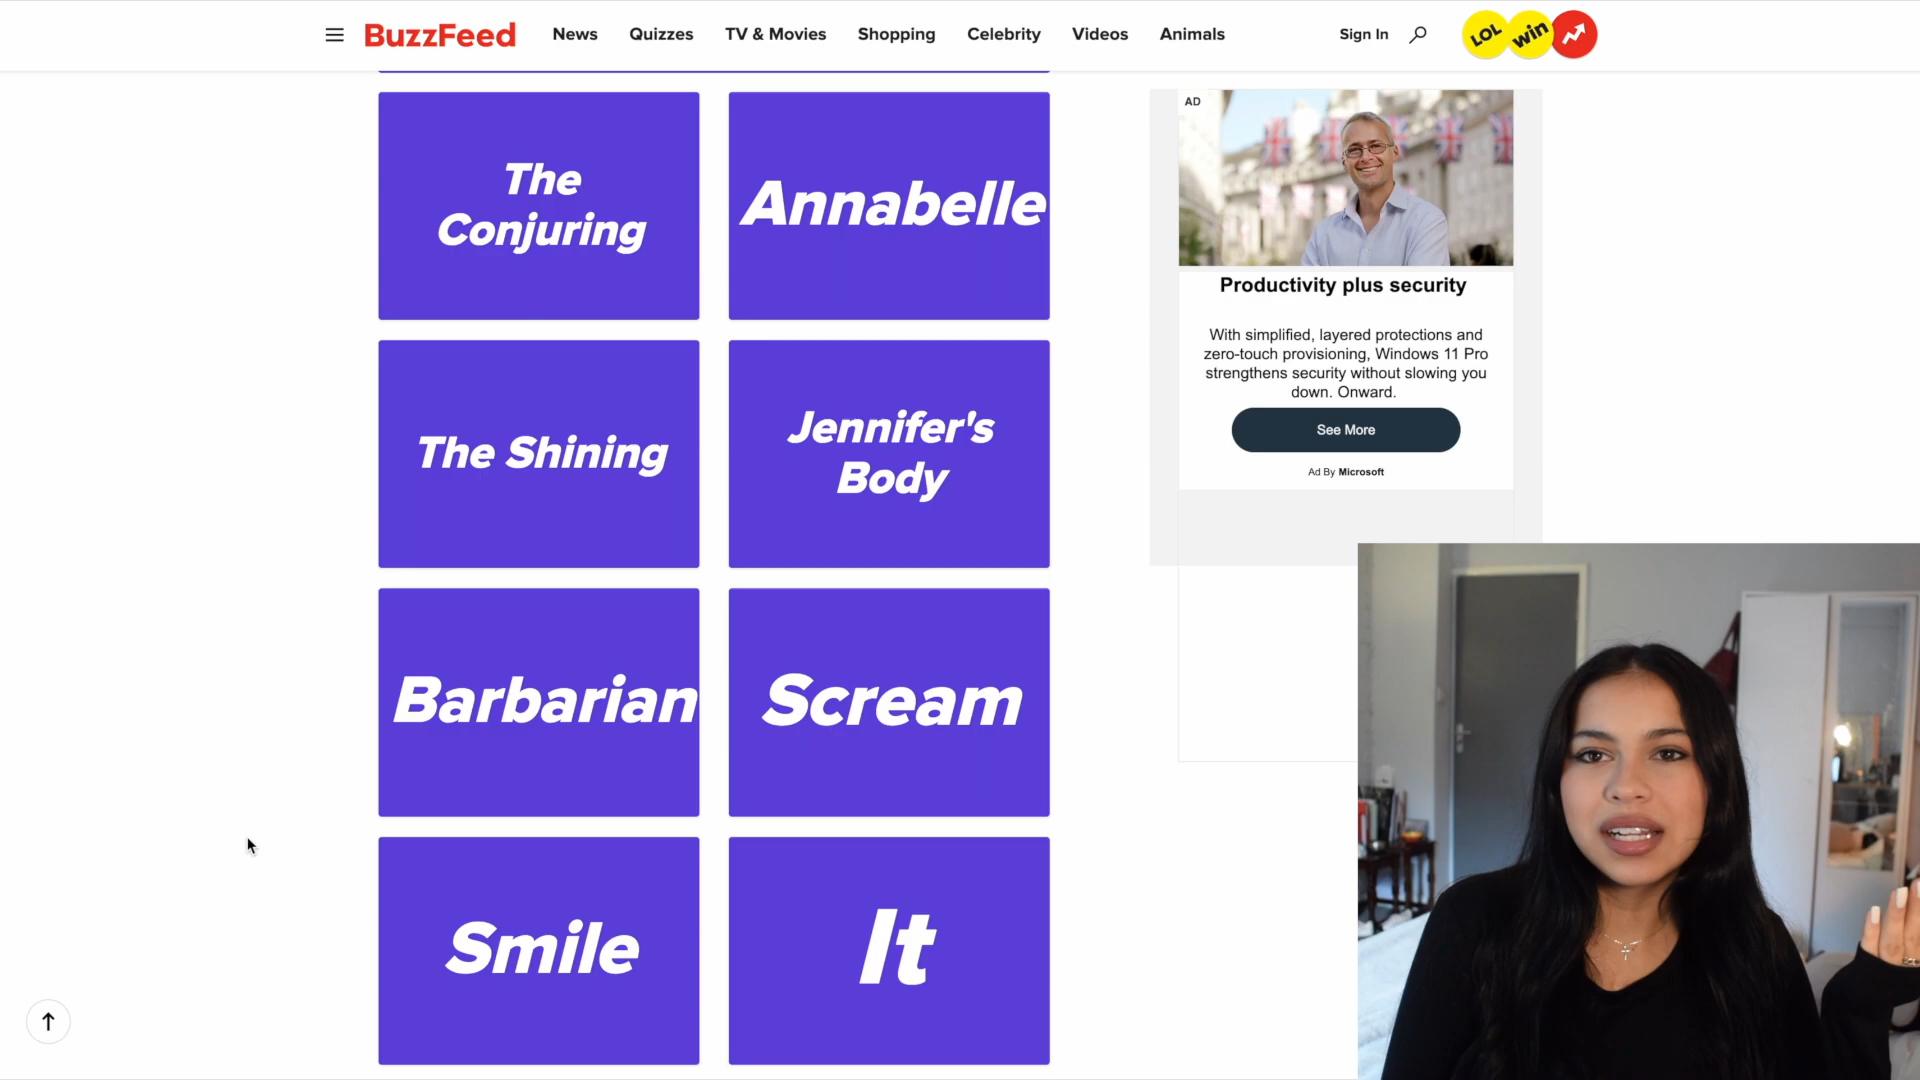 BuzzFeed
News
Quizzes
TV & Movies
Shopping
Celebrity
Videos
Animals
Sign In
LOL
win
The
Conjuring
Annabelle
The Shining
Jennifer's
Body
Barbarian
Scream
Smile
It
AD
Productivity plus security
With simplified, layered protections and
zero-touch provisioning, Windows 11 Pro
strengthens security without slowing you
down. Onward.
See More
Ad By Microsoft